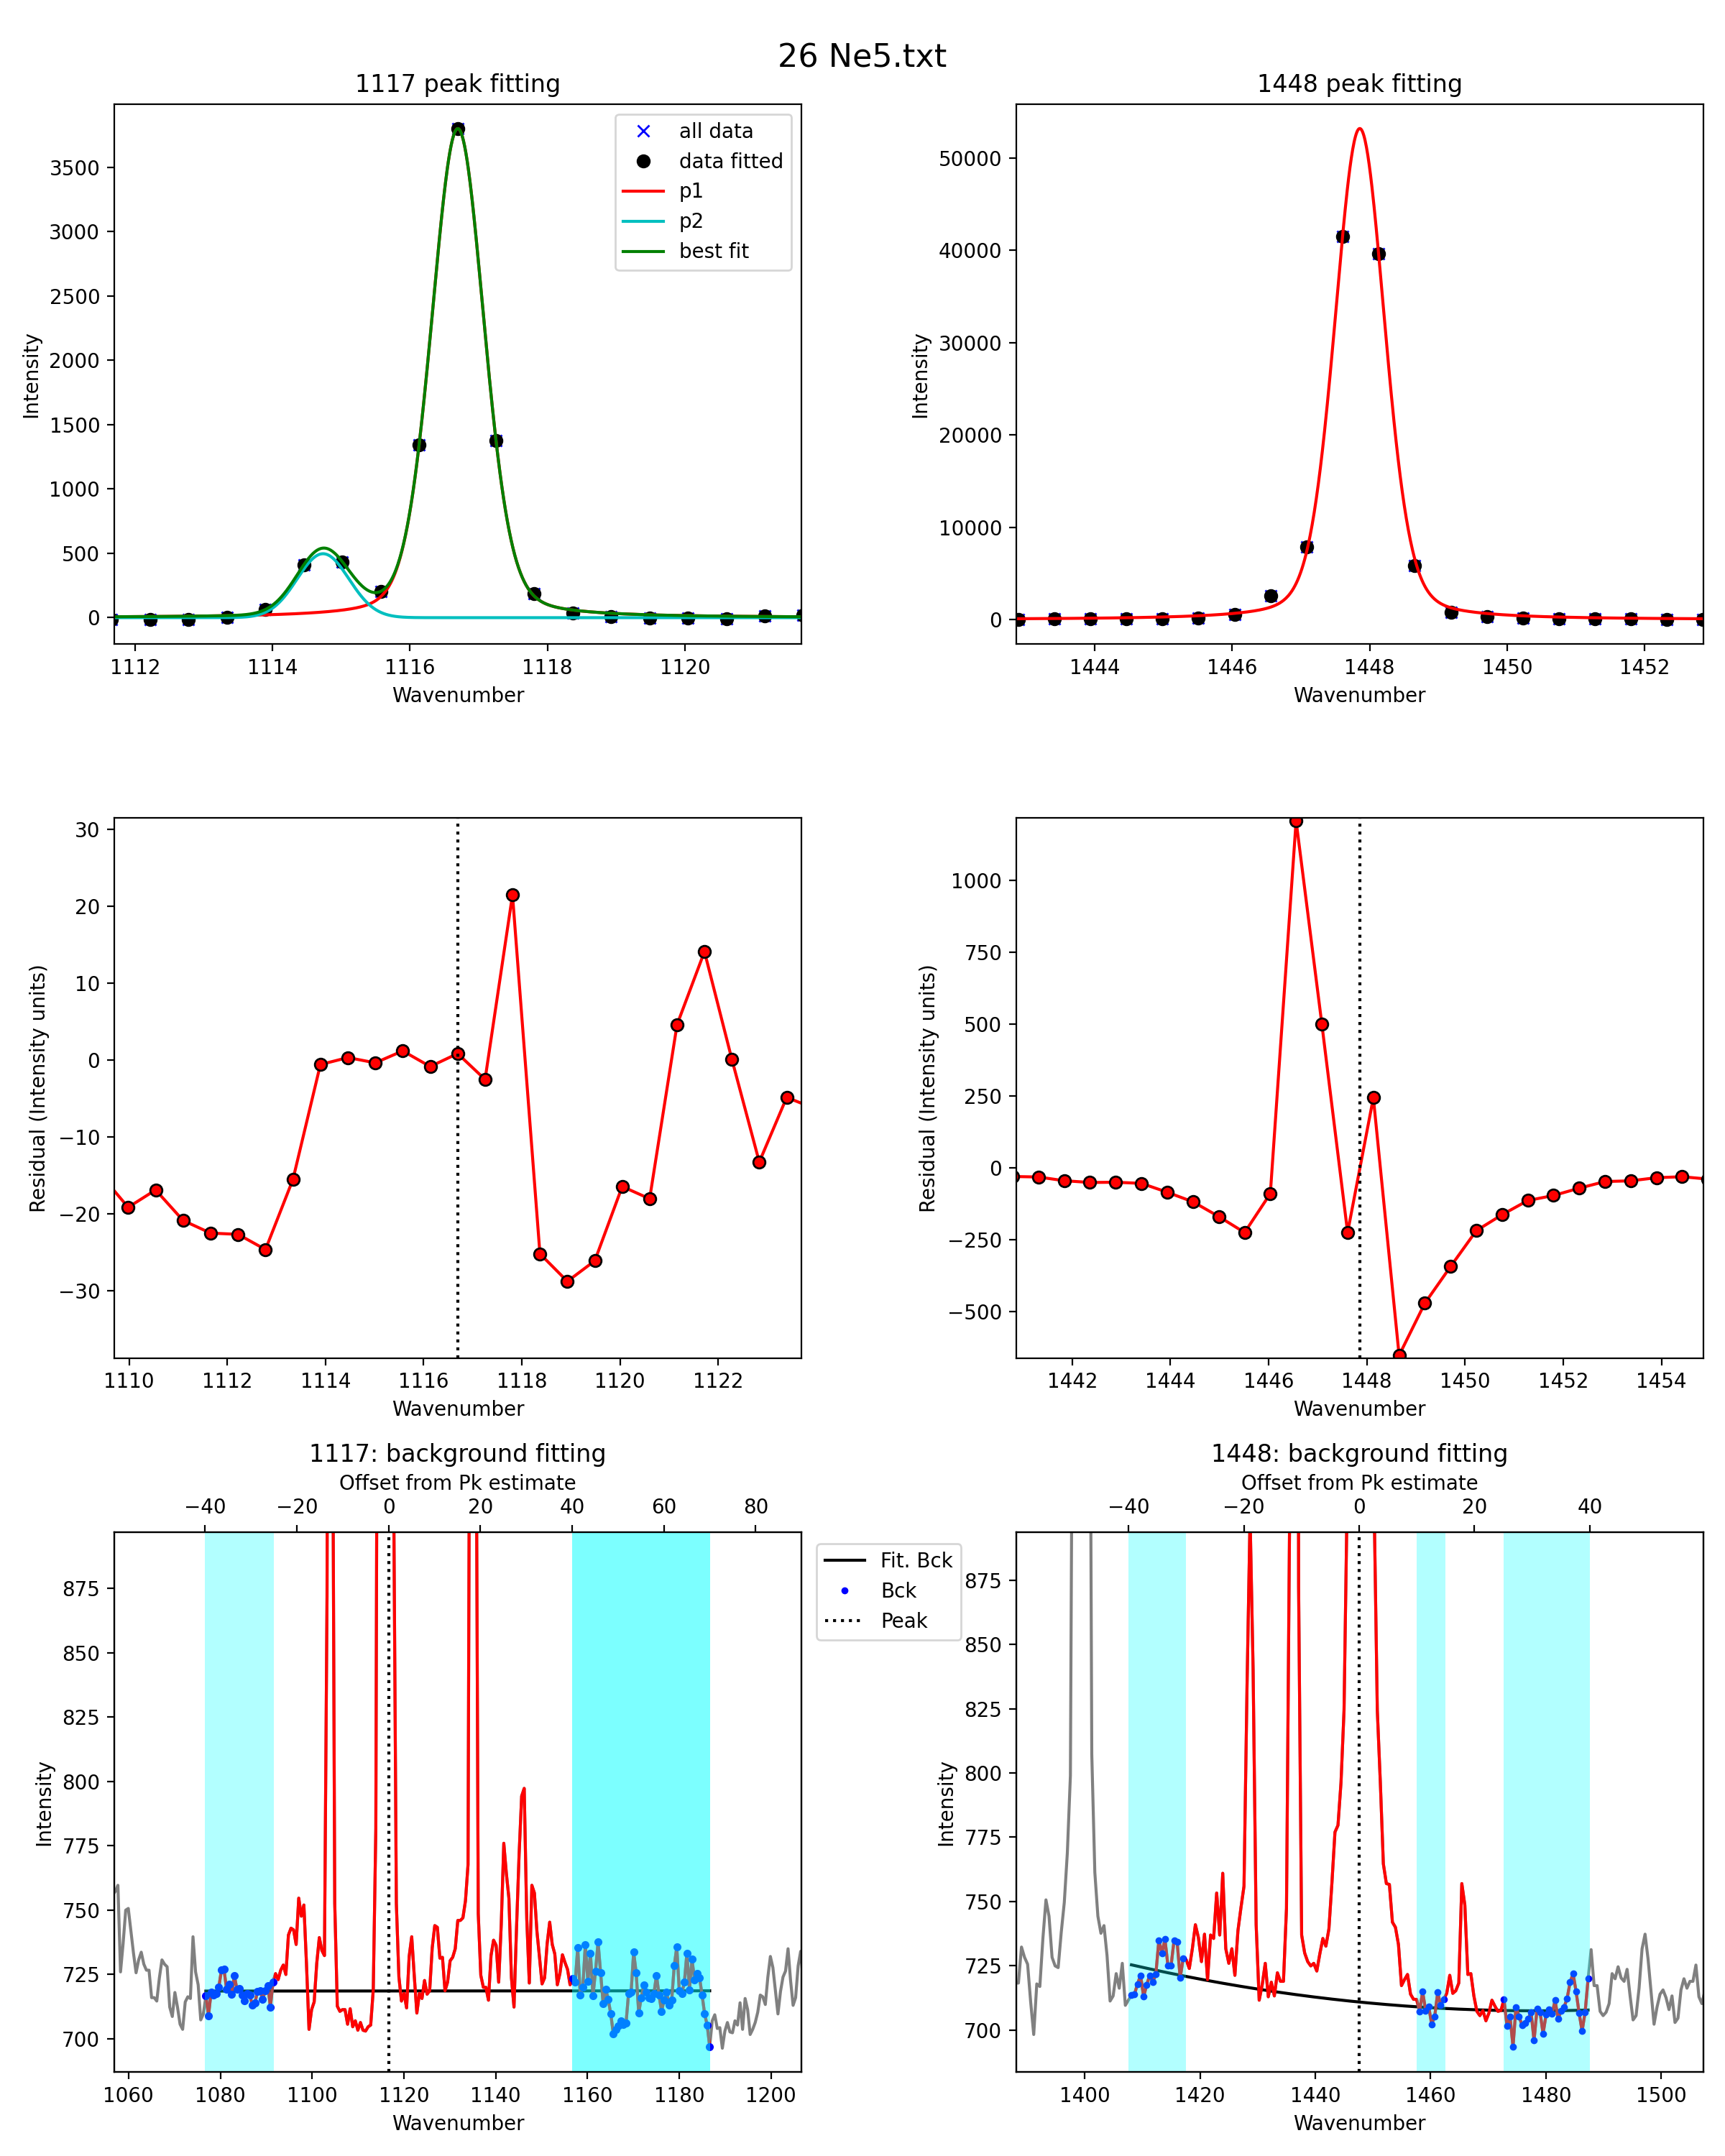 26 Ne5.txt
1117 peak fitting
all data
data fitted
p1
p2
best fit
3500
3000
2500
2000
1500
1000
500
0
Intensity
1112 1114 1116 1118 1120
Wavenumber
1448 peak fitting
50000
40000
30000
20000
10000
0
Intensity
1444 1446 1448 1450 1452
Wavenumber
30
20
10
0
−10
−20
−30
Residual (Intensity units)
1110 1112 1114 1116 1118 1120 1122
Wavenumber
1000
750
500
250
0
−250
−500
Residual (Intensity units)
1442 1444 1446 1448 1450 1452 1454
Wavenumber
1117: background fitting
Offset from Pk estimate
−40 −20 0 20 40 60 80
875
850
825
800
775
750
725
700
Intensity
1060 1080 1100 1120 1140 1160 1180 1200
Wavenumber
Fit. Bck
Bck
Peak
1448: background fitting
Offset from Pk estimate
−40 −20 0 20 40
875
850
825
800
775
750
725
700
Intensity
1400 1420 1440 1460 1480 1500
Wavenumber